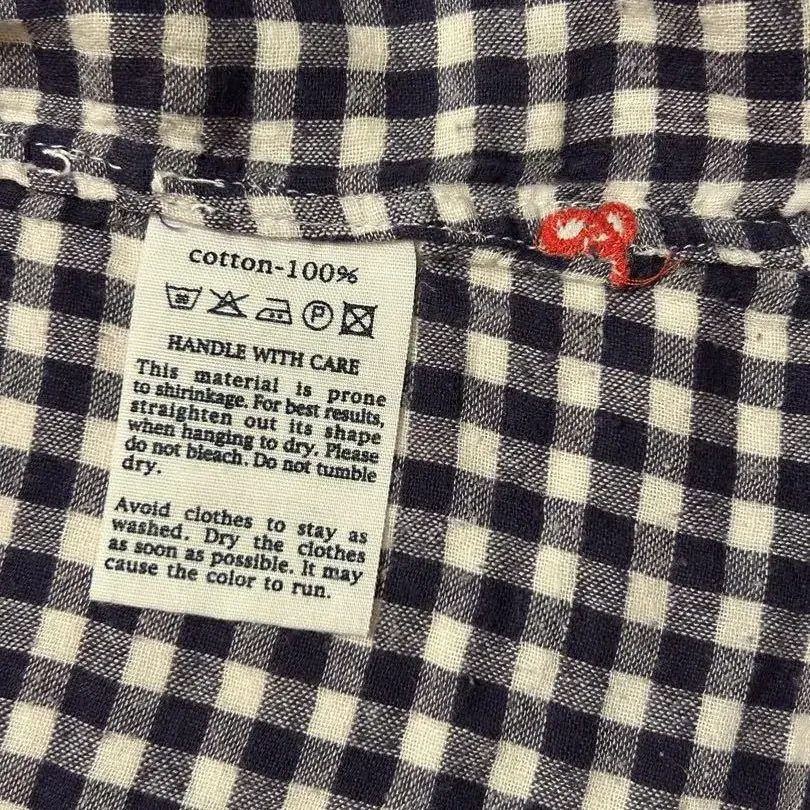 cotton-100%
P
HANDLE WITH CARE
This material is prone
to shirinkage. For best results,
straighten out its shape
when hanging to dry. Please
do not bleach. Do not tumble
dry.
Avoid clothes to stay as
washed. Dry the clothes
as soon as possible. It may
cause the color to run.